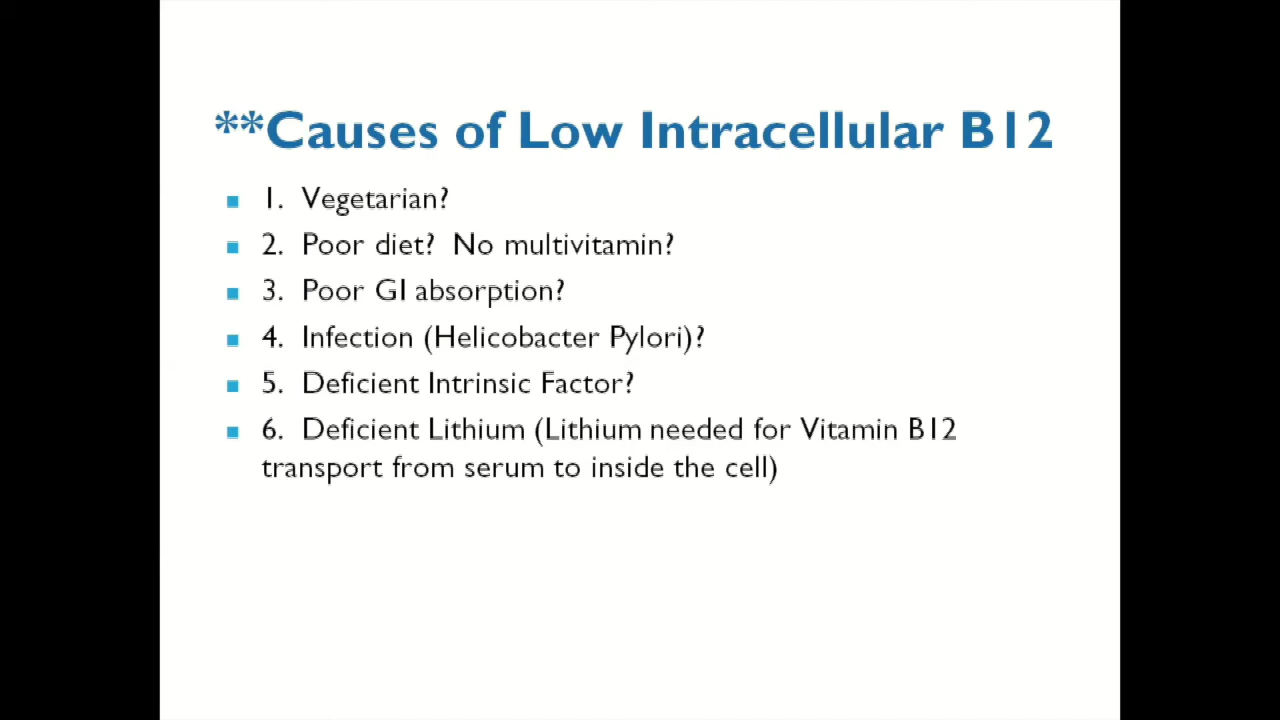 **Causes of Low Intracellular B12
1. Vegetarian?
2. Poor diet? No multivitamin?
3. Poor GI absorption?
4. Infection (Helicobacter Pylori)?
5. Deficient Intrinsic Factor?
6. Deficient Lithium (Lithium needed for Vitamin B12
transport from serum to inside the cell)